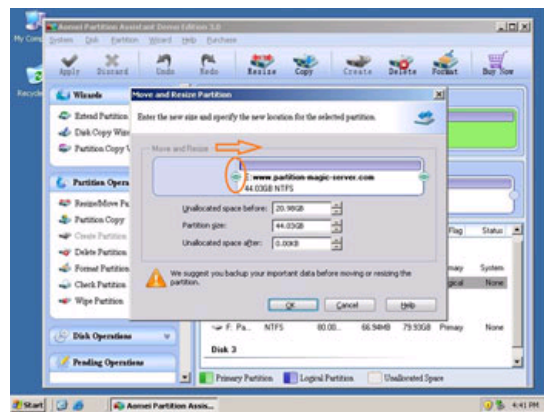 My Comp
Aomei Partition Assistant Demo Edition 3.0
System Disk Partition Wizard Help Purchase
Apply Discard Undo Redo Resize Copy Create Delete Format Buy Now
Recycle
Wizards
Extend Partition
Disk Copy Wiz
Partition Copy
Move and Resize Partition
Enter the new size and specify the new location for the selected partition.
Move and Resize
www.partition-magic-server.com
44.03GB NTFS
Unallocated space before: 20.98GB
Partition size: 44.03GB
Unallocated space after: 0.00KB
We suggest you backup your important data before moving or resizing the
partition.
OK Cancel Help
Partition Opera
Resize/Move Pa
Partition Copy
Create Partition
Delete Partition
Format Partition
Check Partition
Wipe Partition
Flag Status
System
None
F: Pa... NTFS 80.00... 66.94MB 79.93GB Primary None
Disk 3
Disk Operations
Pending Operations
Primary Partition Logical Partition Unallocated Space
Start Aomei Partition Assis... 4:41 PM